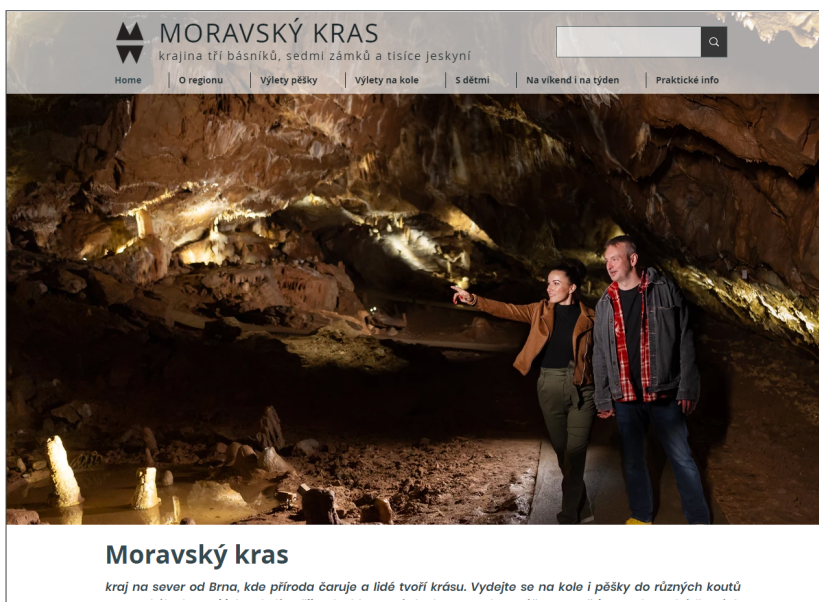 MORAVSKÝ KRAS
krajina tří básníků, sedmi zámků a tisíce jeskyní
Home O regionu Výlety pěšky Výlety na kole S dětmi Na víkend i na týden Praktické info
Moravský kras
kraj na sever od Brna, kde příroda čaruje a lidé tvoří krásu. Vydejte se na kole i pěšky do různých koutů